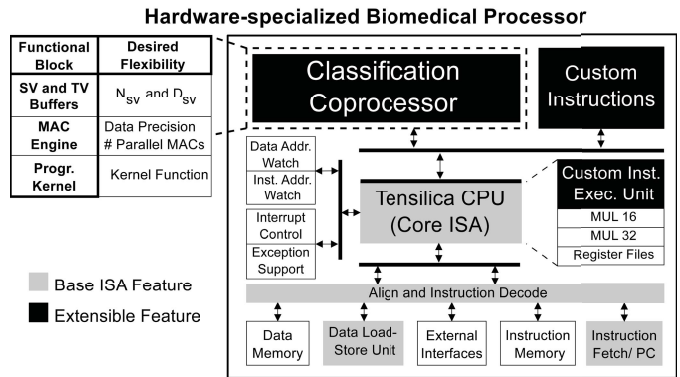 Hardware-specialized Biomedical Processor
Functional Block
Desired Flexibility
SV and TV Buffers
NSV and DSV
MAC Engine
Data Precision
# Parallel MACs
Progr. Kernel
Kernel Function
Base ISA Feature
Extensible Feature
Classification
Coprocessor
Custom
Instructions
Data Addr.
Watch
Inst. Addr.
Watch
Interrupt
Control
Exception
Support
Tensilica CPU
(Core ISA)
Custom Inst.
Exec. Unit
MUL 16
MUL 32
Register Files
Align and Instruction Decode
Data
Memory
Data Load-
Store Unit
External
Interfaces
Instruction
Memory
Instruction
Fetch/ PC